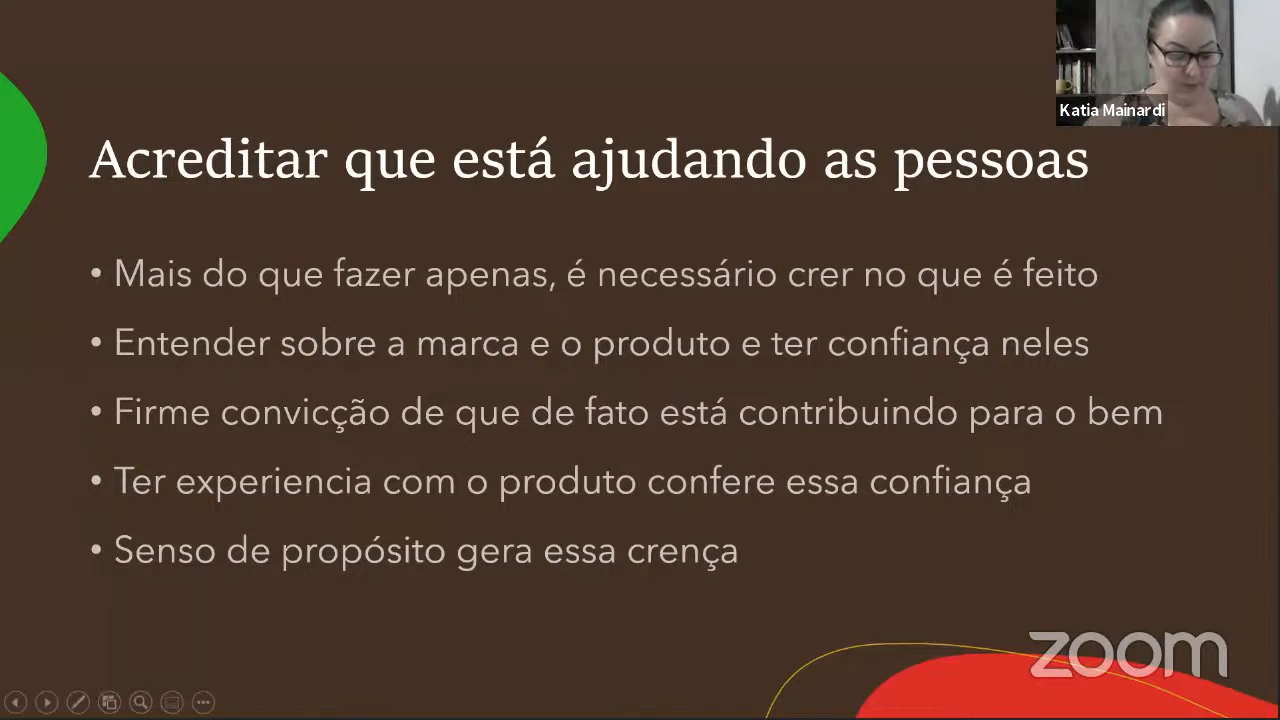 Katia Mainardi
Acreditar que está ajudando as pessoas
• Mais do que fazer apenas, é necessário crer no que é feito
• Entender sobre a marca e o produto e ter confiança neles
• Firme convicção de que de fato está contribuindo para o bem
• Ter experiencia com o produto confere essa confiança
• Senso de propósito gera essa crença
zoom